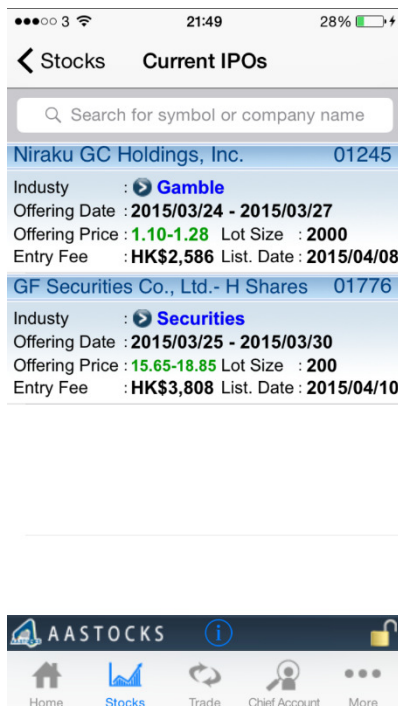 3 21:49 28%
Stocks Current IPOs
Search for symbol or company name
Niraku GC Holdings, Inc. 01245
Industy : Gamble
Offering Date : 2015/03/24 - 2015/03/27
Offering Price : 1.10-1.28 Lot Size : 2000
Entry Fee : HK$2,586 List. Date : 2015/04/08
GF Securities Co., Ltd.- H Shares 01776
Industy : Securities
Offering Date : 2015/03/25 - 2015/03/30
Offering Price : 15.65-18.85 Lot Size : 200
Entry Fee : HK$3,808 List. Date : 2015/04/10
AASTOCKS i
Home Stocks Trade Chief Account More